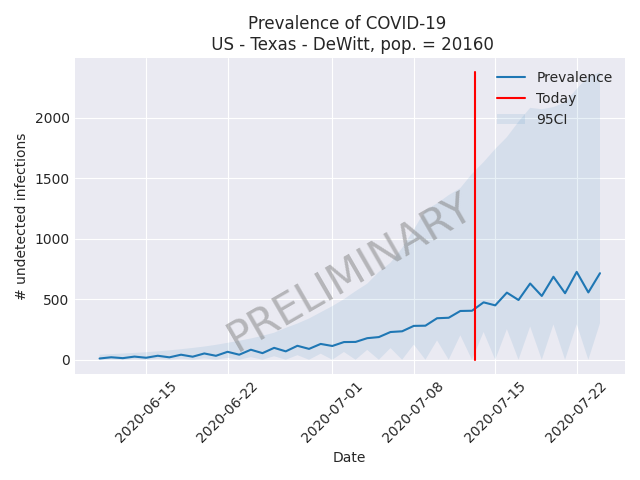 Prevalence of COVID-19
US - Texas - DeWitt, pop. = 20160
Prevalence
Today
95CI
2000
1500
1000
500
0
# undetected infections
PRELIMINARY
2020-06-15
2020-06-22
2020-07-01
2020-07-08
2020-07-15
2020-07-22
Date